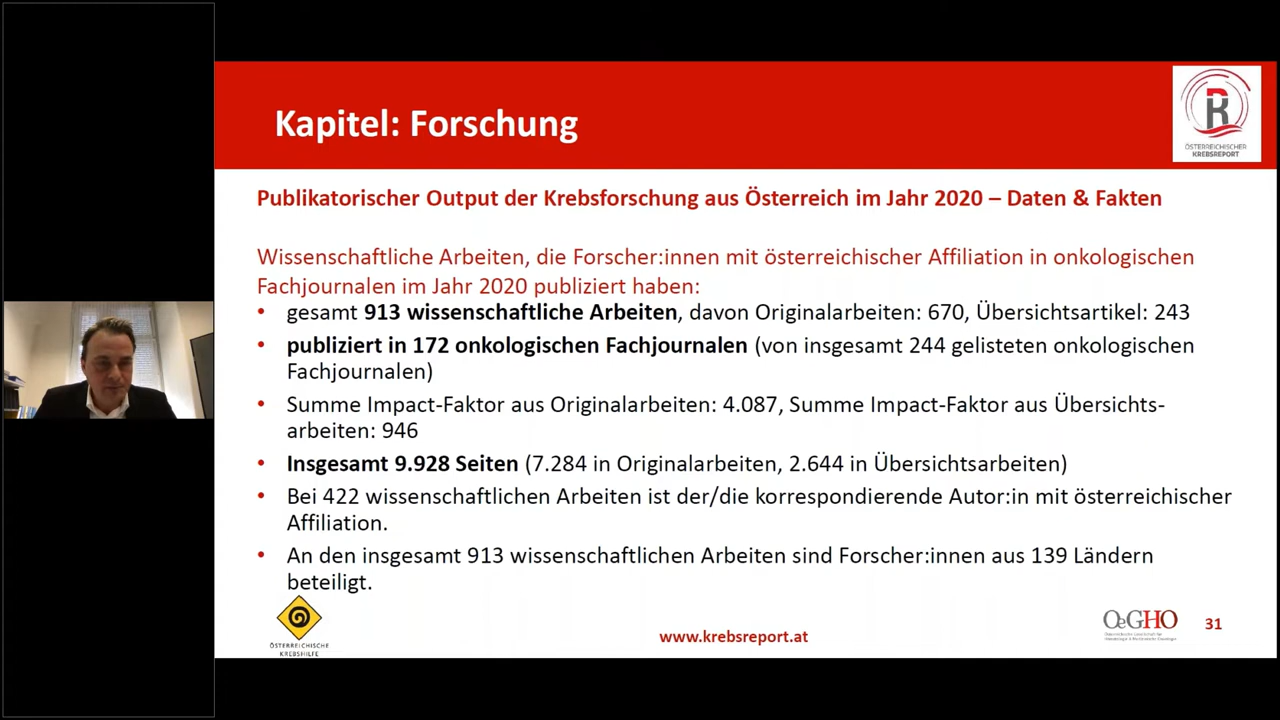 Kapitel: Forschung
ÖSTERREICHISCHER
KREBSREPORT
Publikatorischer Output der Krebsforschung aus Österreich im Jahr 2020 – Daten & Fakten
Wissenschaftliche Arbeiten, die Forscher:innen mit österreichischer Affiliation in onkologischen
Fachjournalen im Jahr 2020 publiziert haben:
• gesamt 913 wissenschaftliche Arbeiten, davon Originalarbeiten: 670, Übersichtsartikel: 243
• publiziert in 172 onkologischen Fachjournalen (von insgesamt 244 gelisteten onkologischen
Fachjournalen)
• Summe Impact-Faktor aus Originalarbeiten: 4.087, Summe Impact-Faktor aus Übersichts-
arbeiten: 946
• Insgesamt 9.928 Seiten (7.284 in Originalarbeiten, 2.644 in Übersichtsarbeiten)
• Bei 422 wissenschaftlichen Arbeiten ist der/die korrespondierende Autor:in mit österreichischer
Affiliation.
• An den insgesamt 913 wissenschaftlichen Arbeiten sind Forscher:innen aus 139 Ländern
beteiligt.
ÖSTERREICHISCHE
KREBSHILFE
www.krebsreport.at
OeGHO
31